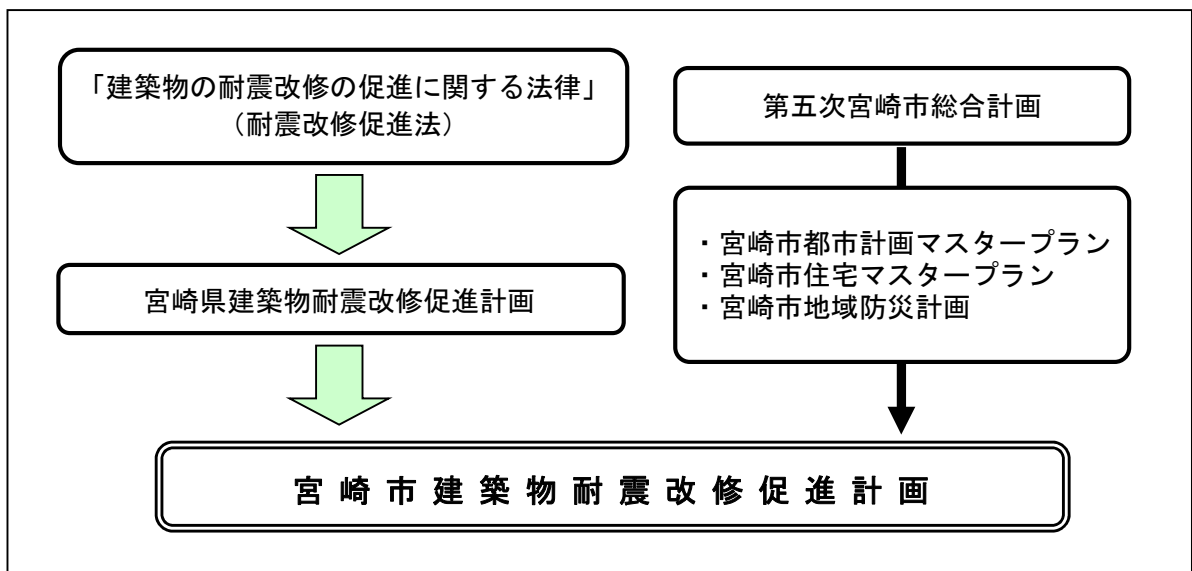 「建築物の耐震改修の促進に関する法律」
（耐震改修促進法）
宮崎県建築物耐震改修促進計画
第五次宮崎市総合計画
・宮崎市都市計画マスタープラン
・宮崎市住宅マスタープラン
・宮崎市地域防災計画
宮崎市建築物耐震改修促進計画